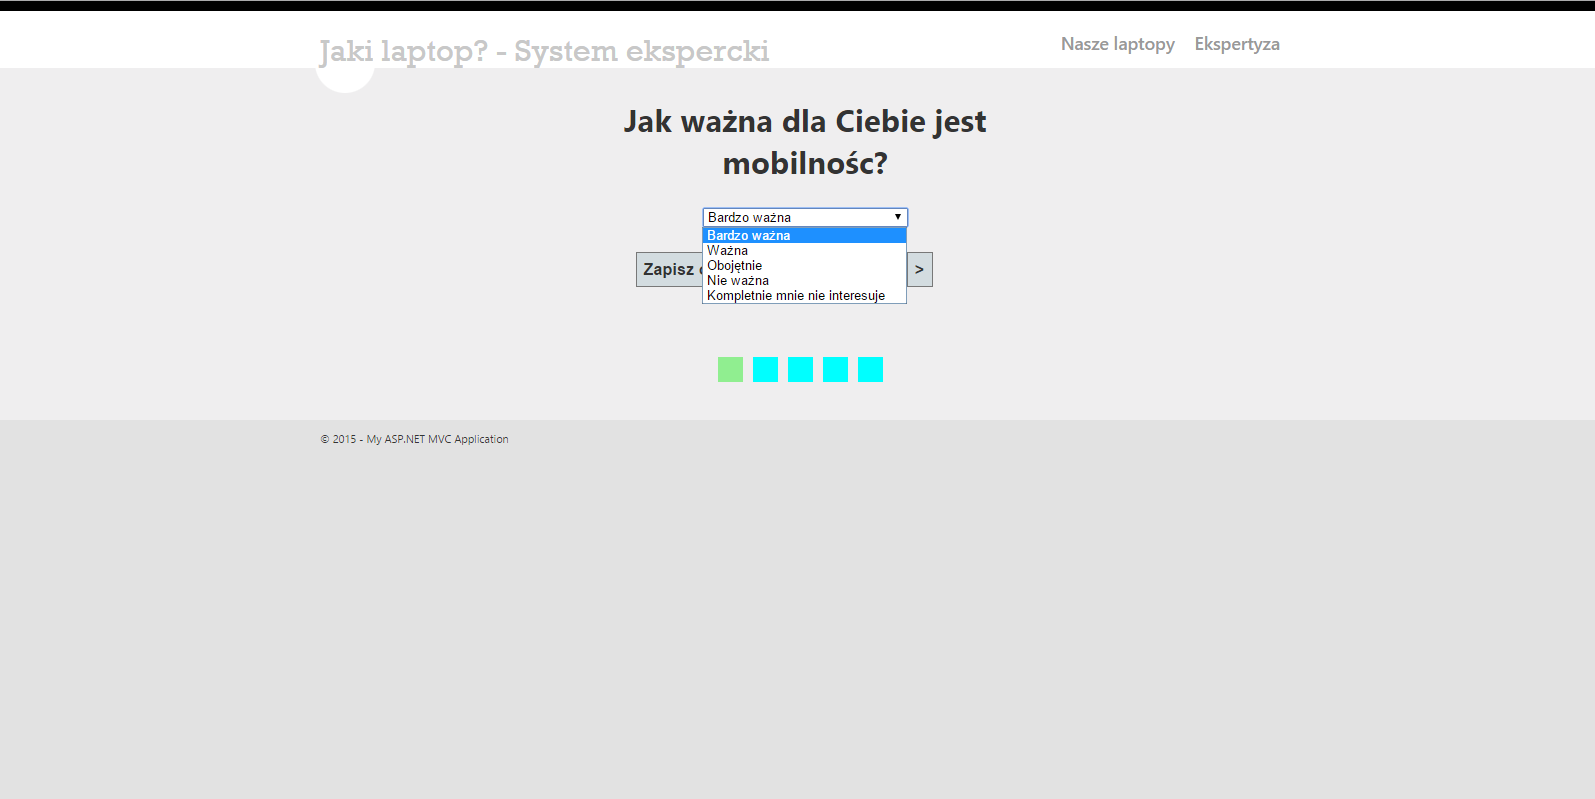 Jaki laptop? - System ekspercki
Nasze laptopy Ekspertyza
Jak ważna dla Ciebie jest
mobilnośc?
Bardzo ważna
Bardzo ważna
Ważna
Obojętnie
Nie ważna
Kompletnie mnie nie interesuje
Zapisz >
© 2015 - My ASP.NET MVC Application